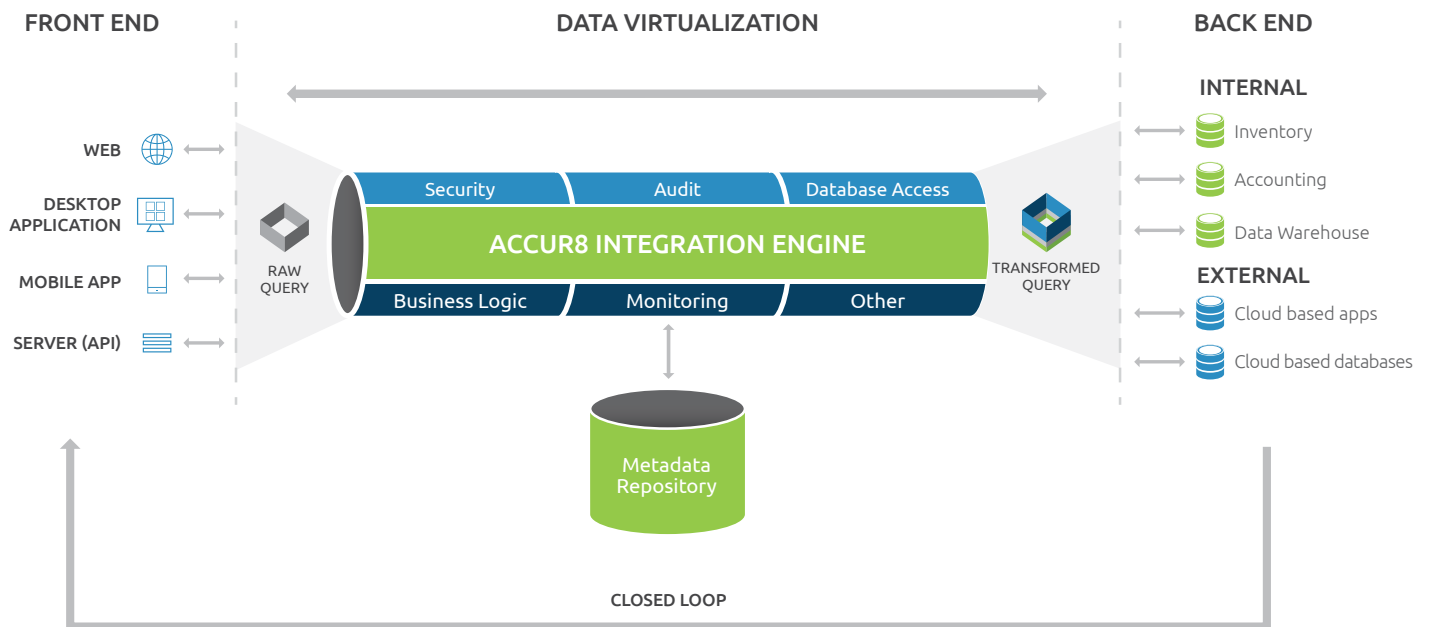 FRONT END
DATA VIRTUALIZATION
BACK END
WEB
DESKTOP
APPLICATION
MOBILE APP
SERVER (API)
RAW
QUERY
Security
Audit
Database Access
ACCUR8 INTEGRATION ENGINE
Business Logic
Monitoring
Other
TRANSFORMED
QUERY
INTERNAL
Inventory
Accounting
Data Warehouse
EXTERNAL
Cloud based apps
Cloud based databases
Metadata
Repository
CLOSED LOOP